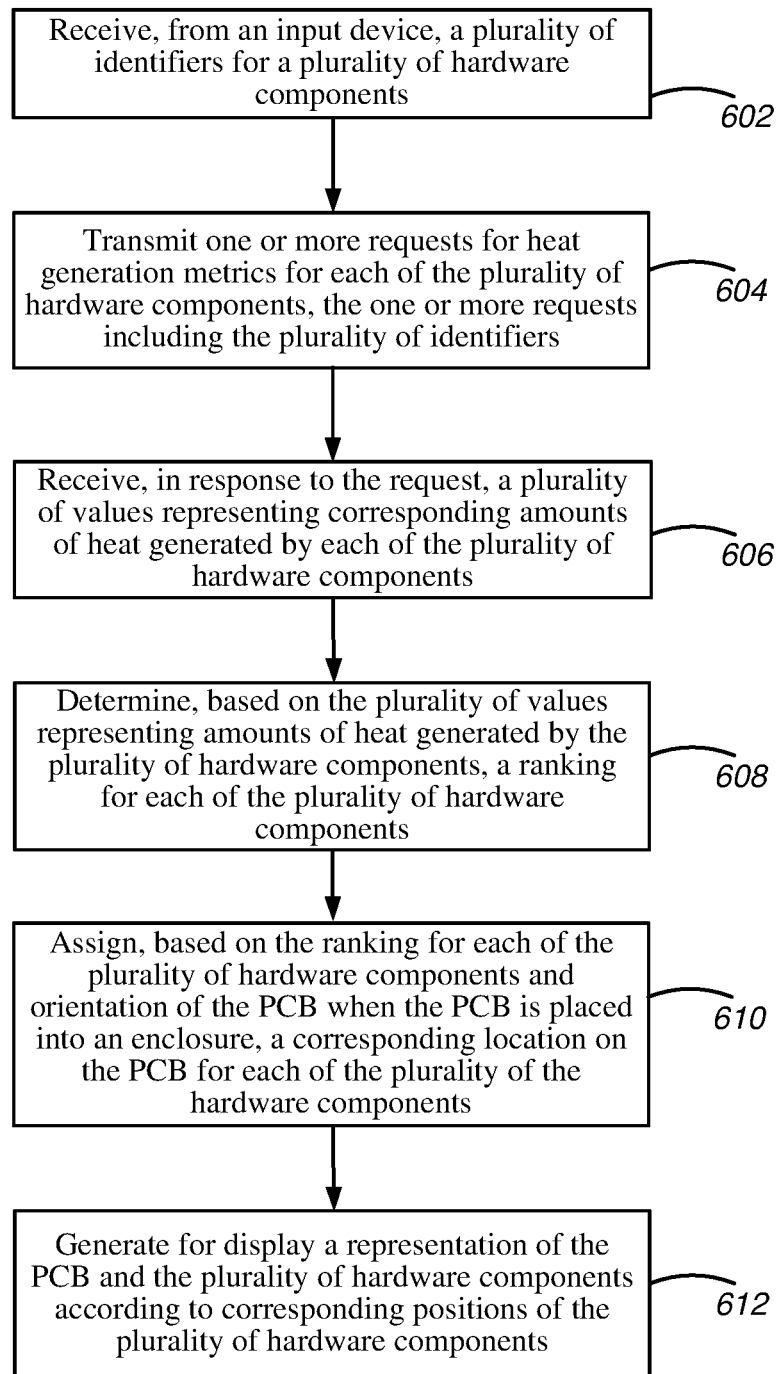 Receive, from an input device, a plurality of
identifiers for a plurality of hardware
components
602
Transmit one or more requests for heat
generation metrics for each of the plurality of
hardware components, the one or more requests
including the plurality of identifiers
604
Receive, in response to the request, a plurality
of values representing corresponding amounts
of heat generated by each of the plurality of
hardware components
606
Determine, based on the plurality of values
representing amounts of heat generated by the
plurality of hardware components, a ranking
for each of the plurality of hardware
components
608
Assign, based on the ranking for each of the
plurality of hardware components and
orientation of the PCB when the PCB is placed
into an enclosure, a corresponding location on
the PCB for each of the plurality of the
hardware components
610
Generate for display a representation of the
PCB and the plurality of hardware components
according to corresponding positions of the
plurality of hardware components
612